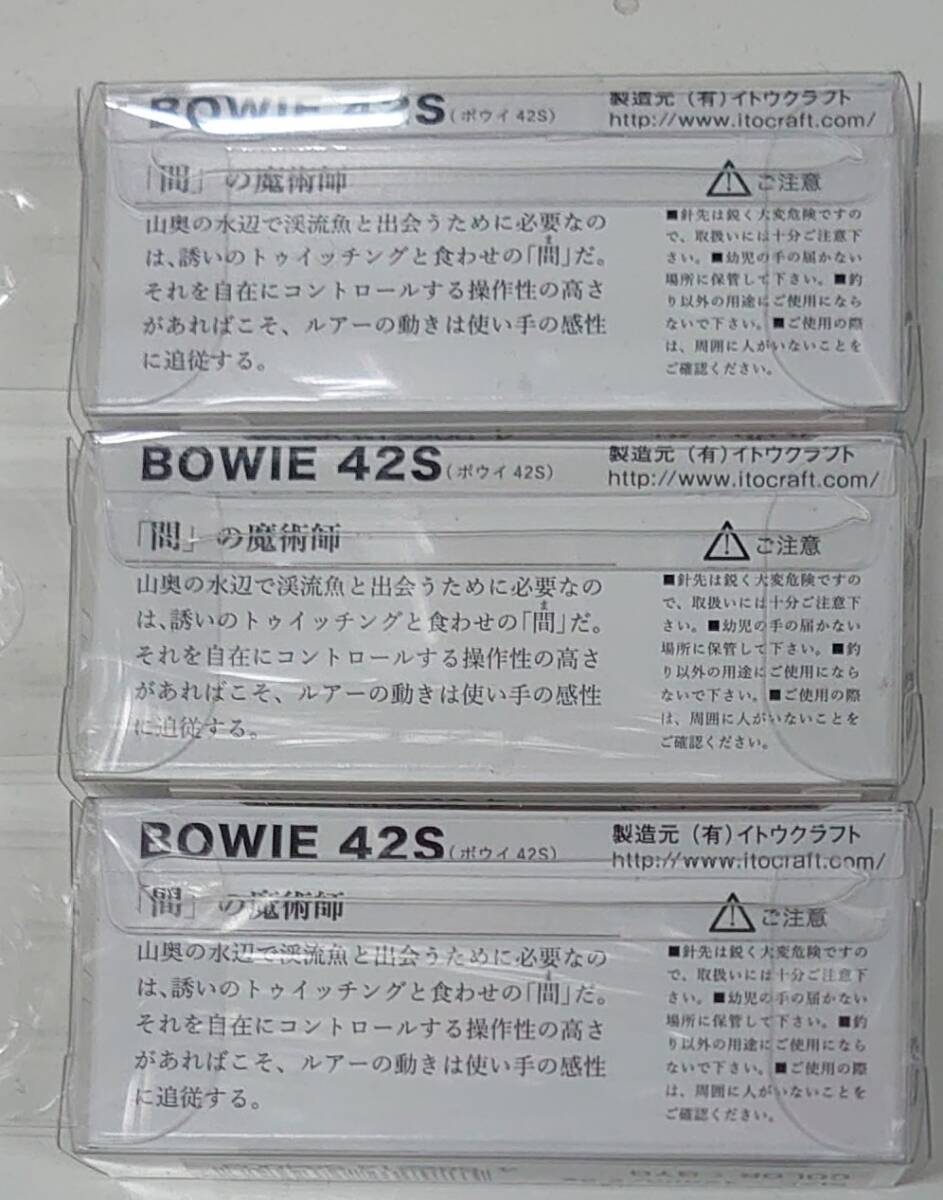 BOWIE 42S（ボウイ 42S）
製造元 （有）イトウクラフト
http://www.itocraft.com/
「間」の魔術師
山奥の水辺で渓流魚と出会うために必要なの
ま
は、誘いのトゥイッチングと食わせの「間」だ。
それを自在にコントロールする操作性の高さ
があればこそ、ルアーの動きは使い手の感性
に追従する。
ご注意
■針先は鋭く大変危険ですの
で、取扱いには十分ご注意下
さい。■幼児の手の届かない
場所に保管して下さい。■釣
り以外の用途にご使用になら
ないで下さい。■ご使用の際
は、周囲に人がいないことを
ご確認ください。
BOWIE 42S（ボウイ 42S）
製造元 （有）イトウクラフト
http://www.itocraft.com/
「間」の魔術師
山奥の水辺で渓流魚と出会うために必要なの
ま
は、誘いのトゥイッチングと食わせの「間」だ。
それを自在にコントロールする操作性の高さ
があればこそ、ルアーの動きは使い手の感性
に追従する。
ご注意
■針先は鋭く大変危険ですの
で、取扱いには十分ご注意下
さい。■幼児の手の届かない
場所に保管して下さい。■釣
り以外の用途にご使用になら
ないで下さい。■ご使用の際
は、周囲に人がいないことを
ご確認ください。
BOWIE 42S（ボウイ 42S）
製造元 （有）イトウクラフト
http://www.itocraft.com/
「間」の魔術師
山奥の水辺で渓流魚と出会うために必要なの
ま
は、誘いのトゥイッチングと食わせの「間」だ。
それを自在にコントロールする操作性の高さ
があればこそ、ルアーの動きは使い手の感性
に追従する。
ご注意
■針先は鋭く大変危険ですの
で、取扱いには十分ご注意下
さい。■幼児の手の届かない
場所に保管して下さい。■釣
り以外の用途にご使用になら
ないで下さい。■ご使用の際
は、周囲に人がいないことを
ご確認ください。